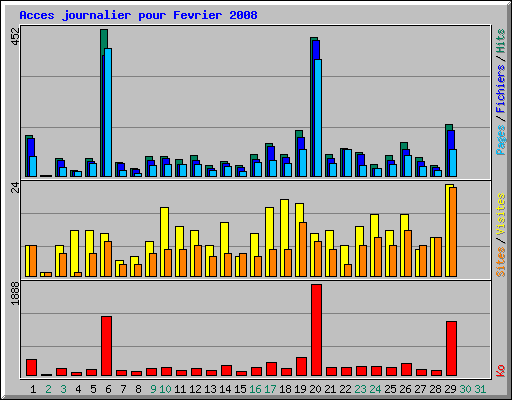 Acces journalier pour Fevrier 2008
452
Pages / Fichiers / Hits
24
Sites / Visites
1888
Ko
1 2 3 4 5 6 7 8 9 10 11 12 13 14 15 16 17 18 19 20 21 22 23 24 25 26 27 28 29 30 31